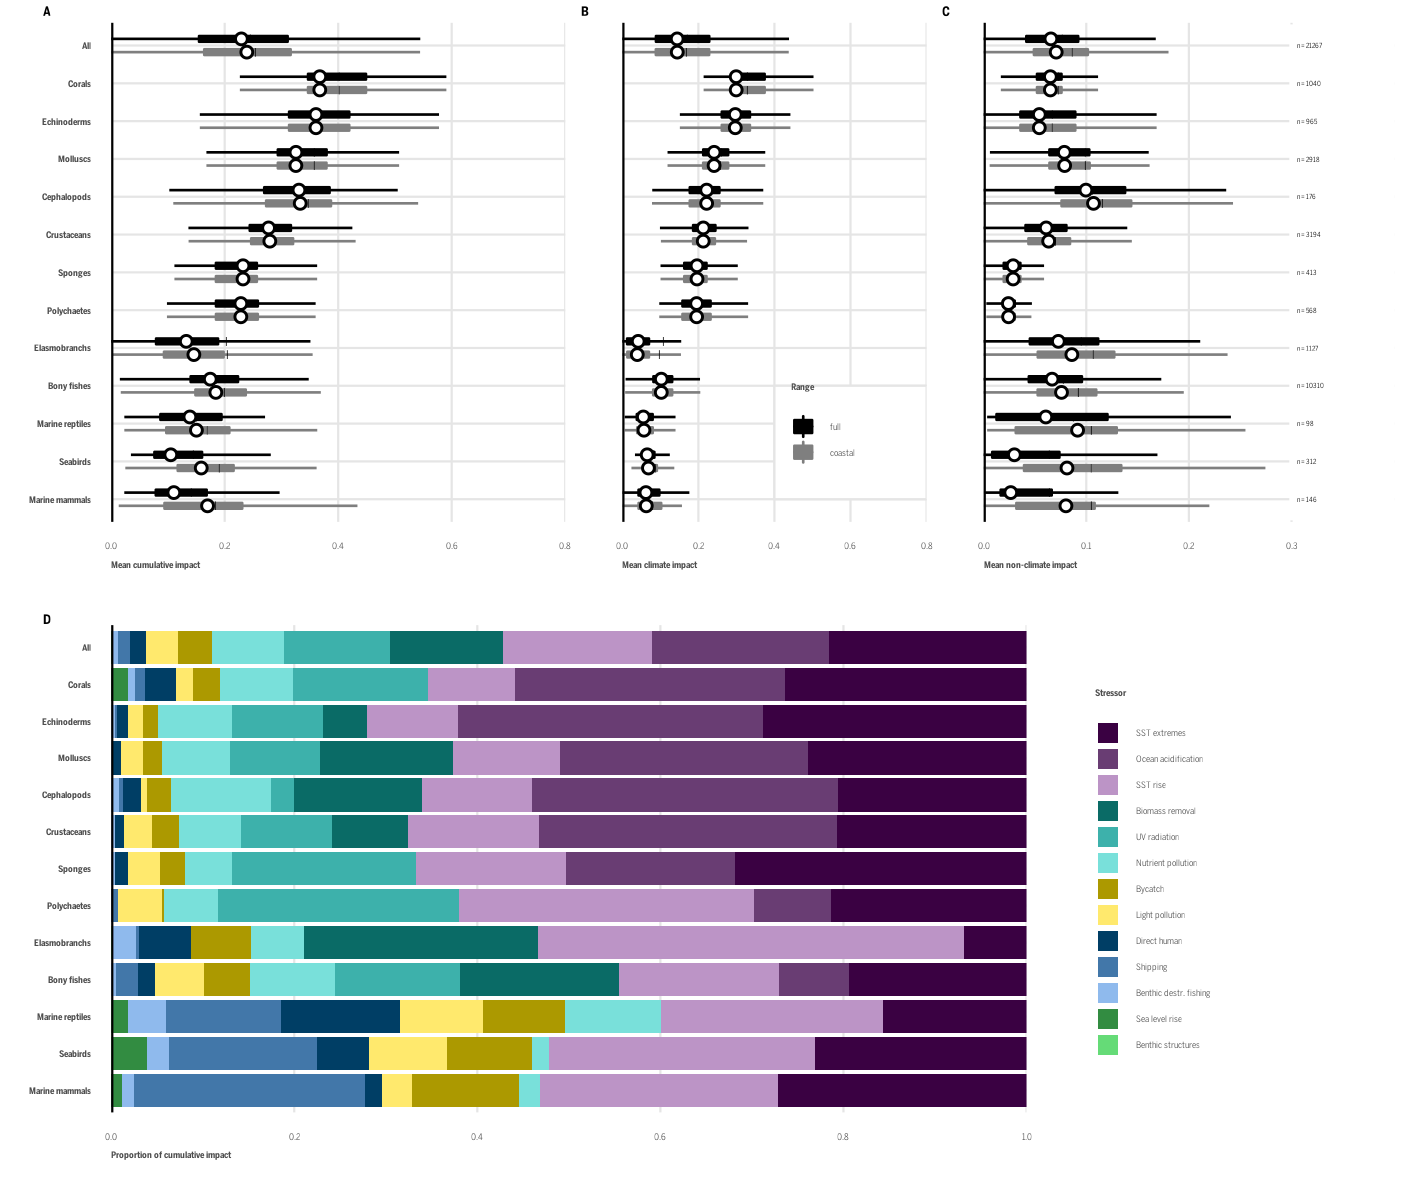 A
B
C
All
Corals
Echinoderms
Molluscs
Cephalopods
Crustaceans
Sponges
Polychaetes
Elasmobranchs
Bony fishes
Marine reptiles
Seabirds
Marine mammals
0.0 0.2 0.4 0.6 0.8
Mean cumulative impact
Range
full
coastal
0.0 0.2 0.4 0.6 0.8
Mean climate impact
n= 21267
n= 1040
n= 965
n= 2918
n= 176
n= 3194
n= 413
n= 568
n= 1127
n= 10310
n= 98
n= 312
n= 146
0.0 0.1 0.2 0.3
Mean non-climate impact
D
All
Corals
Echinoderms
Molluscs
Cephalopods
Crustaceans
Sponges
Polychaetes
Elasmobranchs
Bony fishes
Marine reptiles
Seabirds
Marine mammals
0.0 0.2 0.4 0.6 0.8 1.0
Proportion of cumulative impact
Stressor
SST extremes
Ocean acidification
SST rise
Biomass removal
UV radiation
Nutrient pollution
Bycatch
Light pollution
Direct human
Shipping
Benthic destr. fishing
Sea level rise
Benthic structures